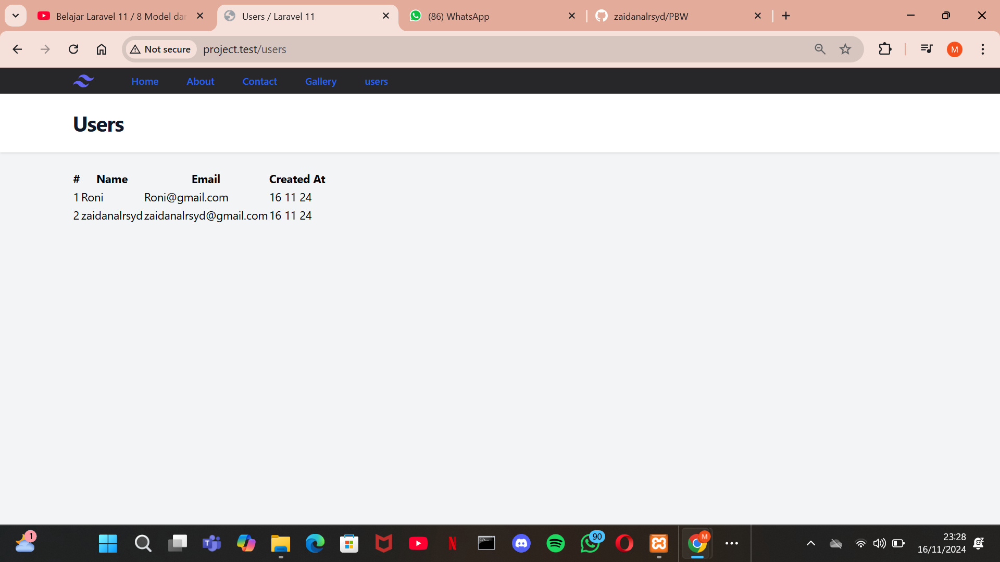 Belajar Laravel 11 / 8 Model dar
Users / Laravel 11
(86) WhatsApp
zaidanalrsyd/PBW
Not secure
project.test/users
M
Home
About
Contact
Gallery
users
Users
# Name Email Created At
1 Roni Roni@gmail.com 16 11 24
2 zaidanalrsyd zaidanalrsyd@gmail.com 16 11 24
1
T
N
C:\
90
M
23:28
16/11/2024